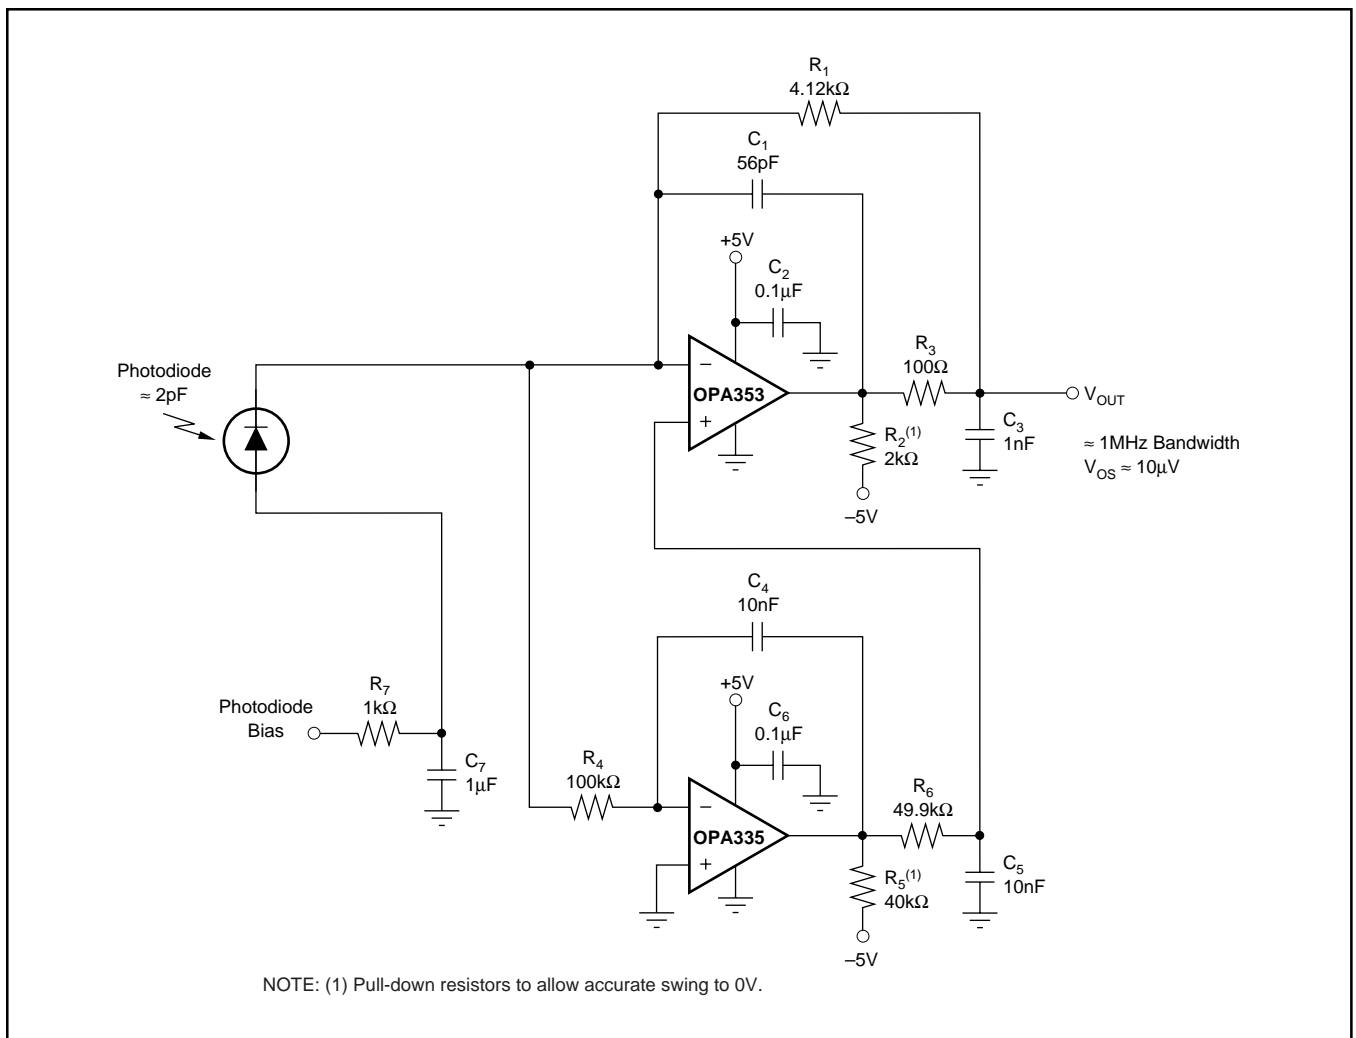 R1
4.12kΩ
C1
56pF
+5V
C2
0.1µF
Photodiode
≈ 2pF
–
OPA353
+
R3
100Ω
VOUT
R2(1)
2kΩ
–5V
C3
1nF
≈ 1MHz Bandwidth
VOS ≈ 10µV
C4
10nF
+5V
C6
0.1µF
Photodiode
Bias
R7
1kΩ
C7
1µF
R4
100kΩ
–
OPA335
+
R6
49.9kΩ
R5(1)
40kΩ
–5V
C5
10nF
NOTE: (1) Pull-down resistors to allow accurate swing to 0V.